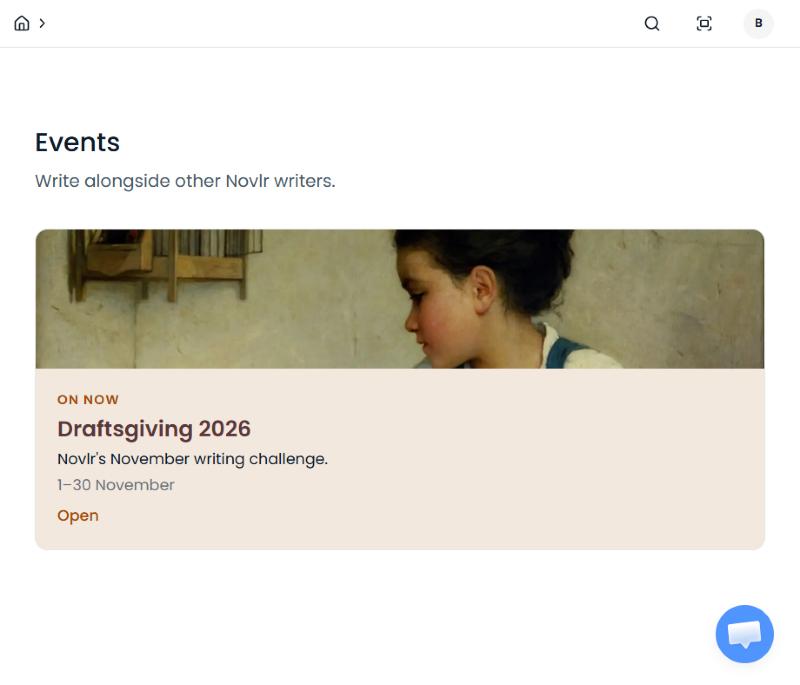 B
Events
Write alongside other Novlr writers.
ON NOW
Draftsgiving 2026
Novlr's November writing challenge.
1–30 November
Open